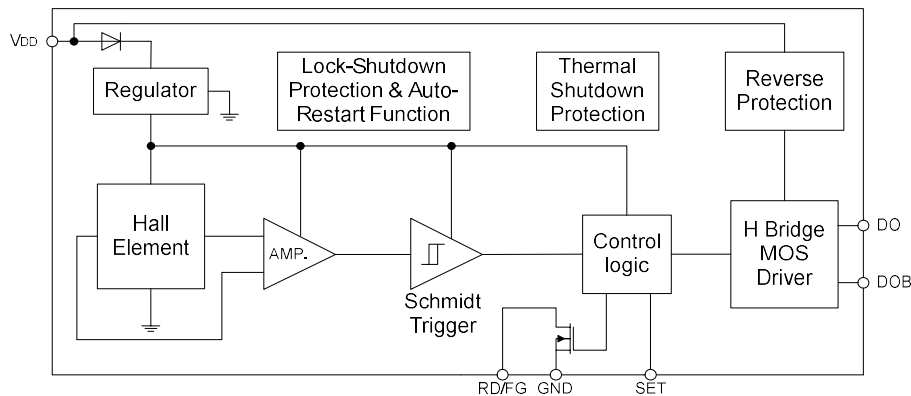 VDD
Regulator
Lock-Shutdown
Protection & Auto-
Restart Function
Thermal
Shutdown
Protection
Reverse
Protection
Hall
Element
AMP.
Schmidt
Trigger
Control
logic
H Bridge
MOS
Driver
DO
DOB
RD/FG
GND
SET